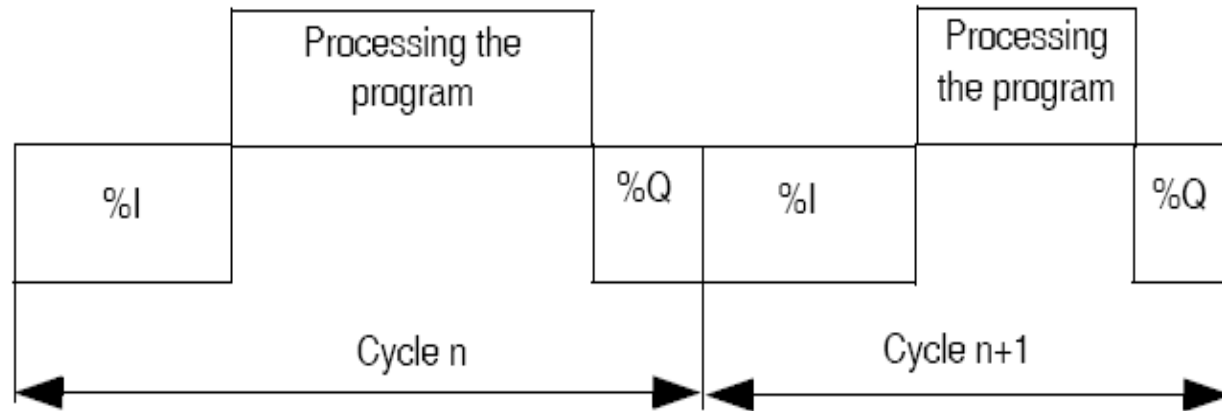 Processing the
program
Processing
the program
%I
%Q
%I
%Q
Cycle n
Cycle n+1